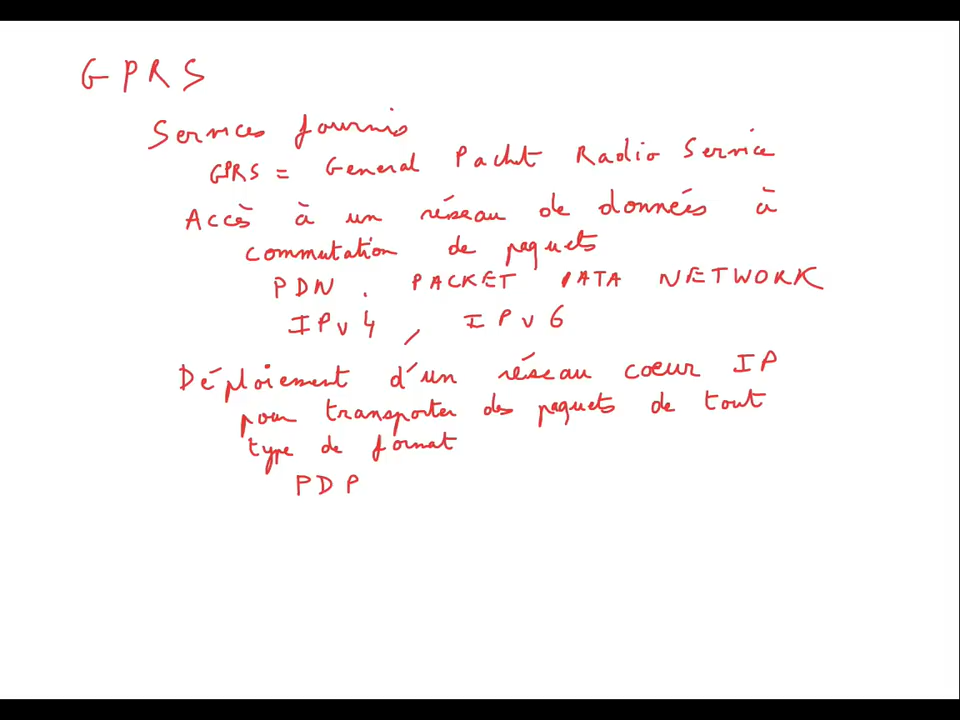 GPRS
Services fournis
GPRS = General Packet Radio Service
Accès à un réseau de données à
commutation de paquets
PDN . PACKET DATA NETWORK
IPv4 , IPv6
Déploiement d'un réseau coeur IP
pour transporter des paquets de tout
type de format
PDP